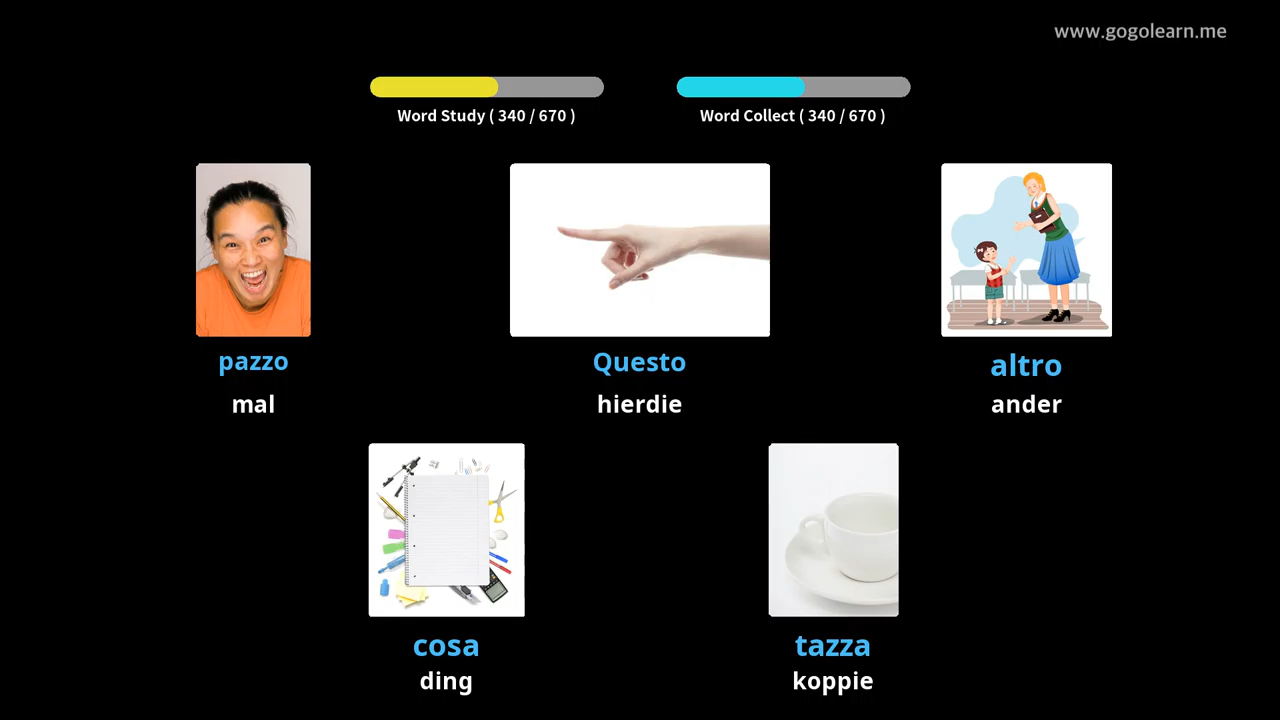 www.gogolearn.me
Word Study ( 340 / 670 )
Word Collect ( 340 / 670 )
pazzo
mal
Questo
hierdie
altro
ander
cosa
ding
tazza
koppie